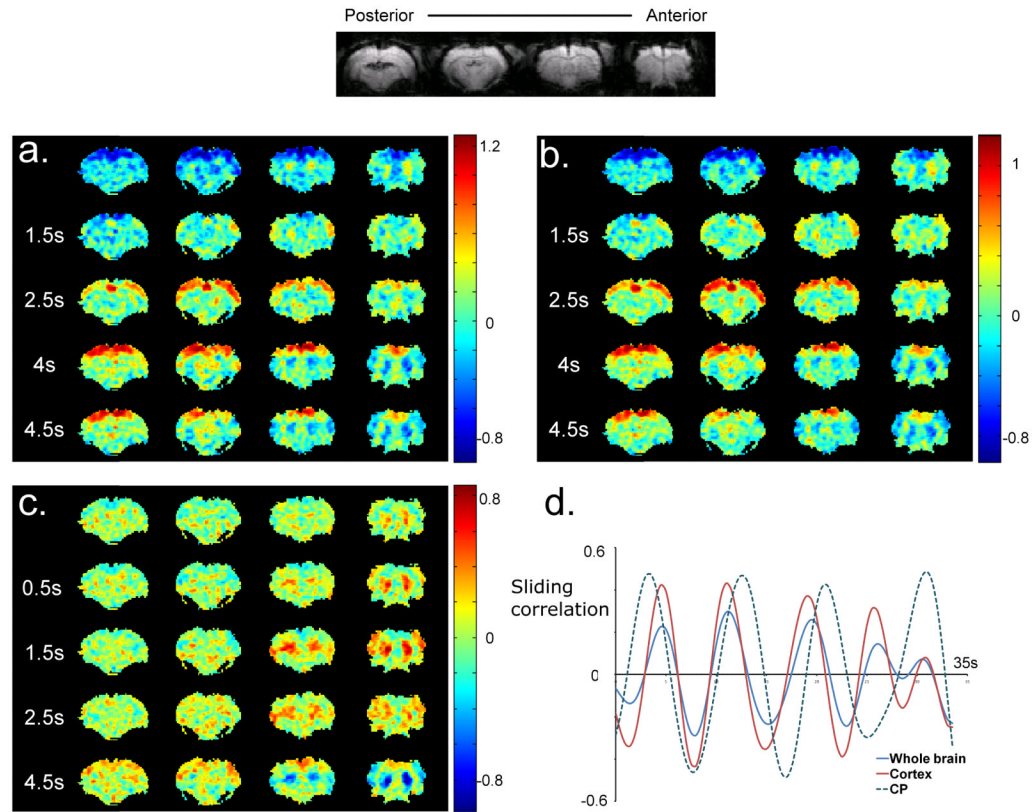 Posterior Anterior
a.
1.2
0
-0.8
1.5s
2.5s
4s
4.5s
b.
1
0
-0.8
1.5s
2.5s
4s
4.5s
c.
0.8
0
-0.8
0.5s
1.5s
2.5s
4.5s
d.
0.6
Sliding
correlation
0
35s
-0.6
Whole brain
Cortex
CP